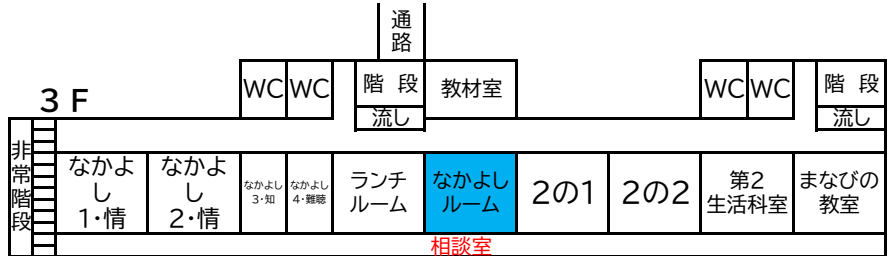 通
路
3 F
WC
WC
階 段
流し
教材室
WC
WC
階 段
流し
非
常
階
段
なかよ
し
1・情
なかよ
し
2・情
なかよし
3・知
なかよし
4・難聴
ランチ
ルーム
なかよし
ルーム
2の1
2の2
第2
生活科室
まなびの
教室
相談室